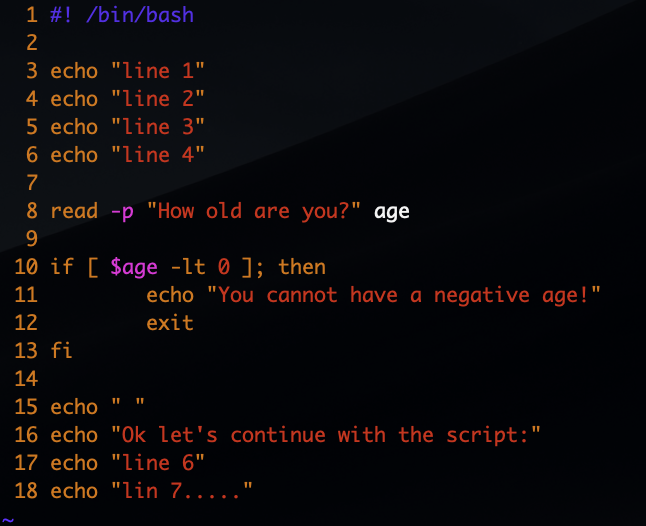 1 #! /bin/bash
2
3 echo "line 1"
4 echo "line 2"
5 echo "line 3"
6 echo "line 4"
7
8 read -p "How old are you?" age
9
10 if [ $age -lt 0 ]; then
11         echo "You cannot have a negative age!"
12         exit
13 fi
14
15 echo " "
16 echo "Ok let's continue with the script:"
17 echo "line 6"
18 echo "lin 7....."
~